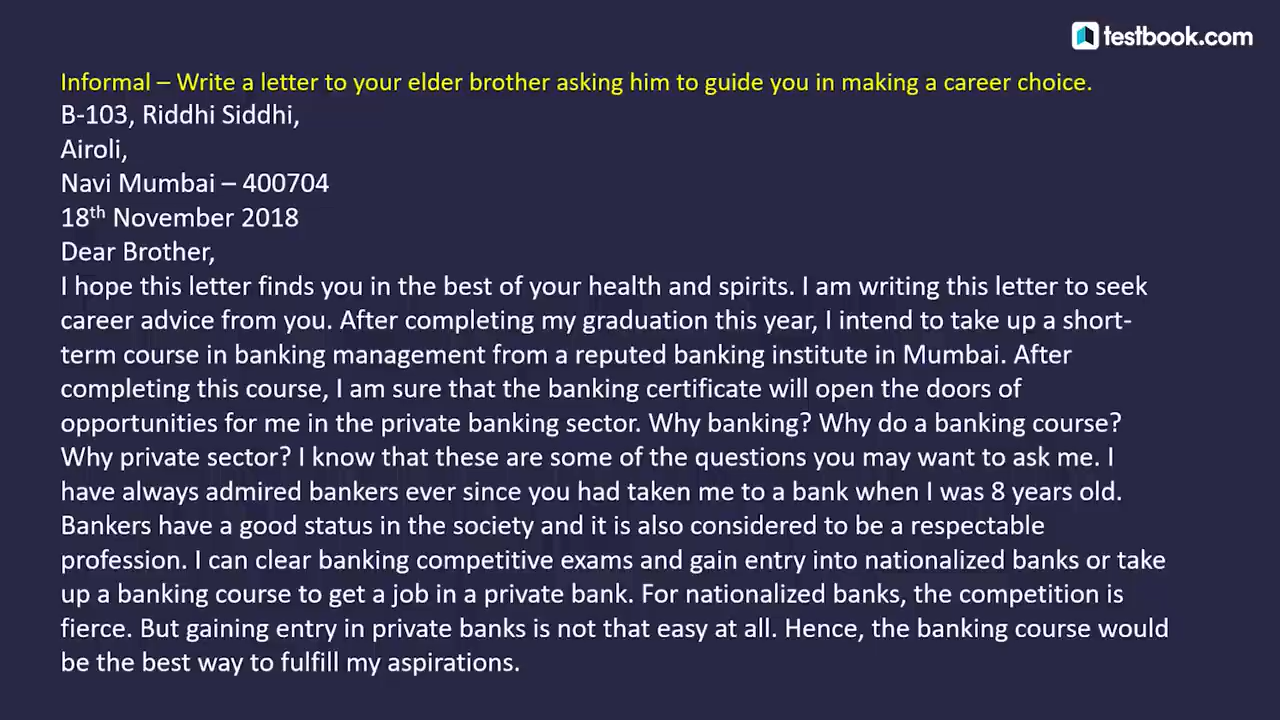 testbook.com
Informal – Write a letter to your elder brother asking him to guide you in making a career choice.
B-103, Riddhi Siddhi,
Airoli,
Navi Mumbai – 400704
18th November 2018
Dear Brother,
I hope this letter finds you in the best of your health and spirits. I am writing this letter to seek
career advice from you. After completing my graduation this year, I intend to take up a short-
term course in banking management from a reputed banking institute in Mumbai. After
completing this course, I am sure that the banking certificate will open the doors of
opportunities for me in the private banking sector. Why banking? Why do a banking course?
Why private sector? I know that these are some of the questions you may want to ask me. I
have always admired bankers ever since you had taken me to a bank when I was 8 years old.
Bankers have a good status in the society and it is also considered to be a respectable
profession. I can clear banking competitive exams and gain entry into nationalized banks or take
up a banking course to get a job in a private bank. For nationalized banks, the competition is
fierce. But gaining entry in private banks is not that easy at all. Hence, the banking course would
be the best way to fulfill my aspirations.